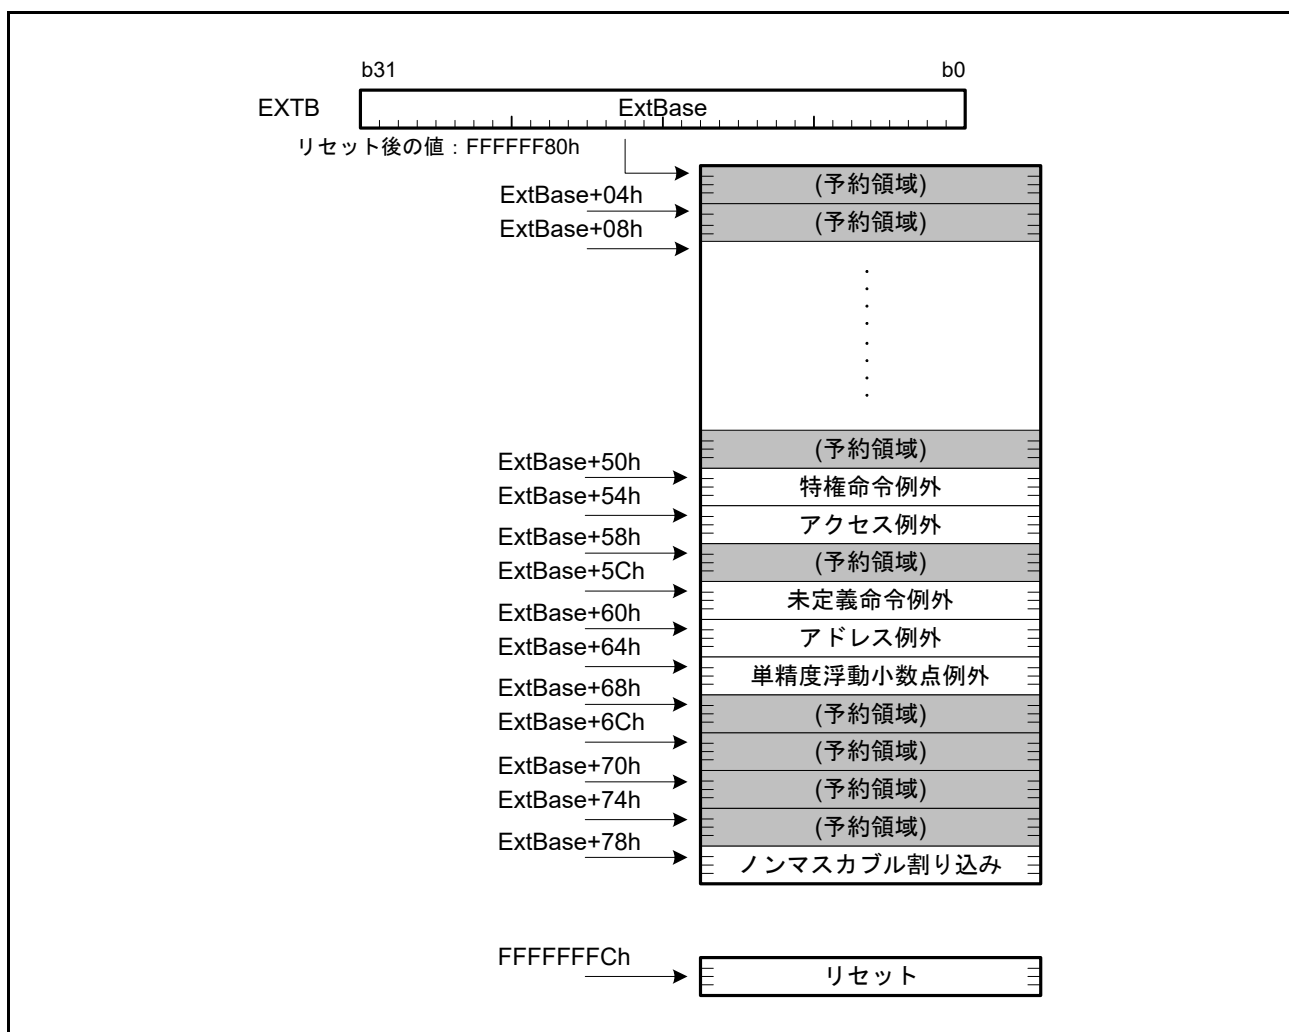 b31 b0
EXTB ExtBase
リセット後の値：FFFFFF80h
(予約領域)
ExtBase+04h
(予約領域)
ExtBase+08h
(予約領域)
ExtBase+50h
特権命令例外
ExtBase+54h
アクセス例外
ExtBase+58h
(予約領域)
ExtBase+5Ch
未定義命令例外
ExtBase+60h
アドレス例外
ExtBase+64h
単精度浮動小数点例外
ExtBase+68h
(予約領域)
ExtBase+6Ch
(予約領域)
ExtBase+70h
(予約領域)
ExtBase+74h
(予約領域)
ExtBase+78h
ノンマスカブル割り込み
FFFFFFFCh
リセット